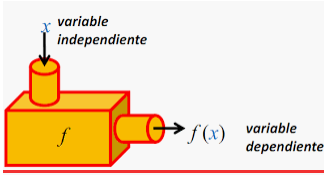 x variable
independiente
f
f(x) variable
dependiente